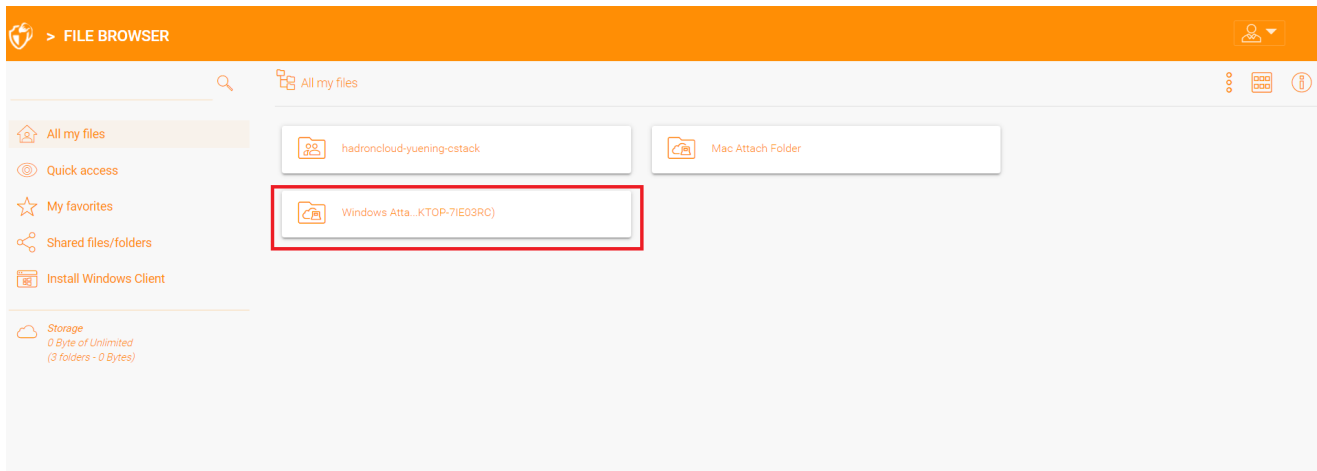 > FILE BROWSER
All my files
All my files
Quick access
My favorites
Shared files/folders
Install Windows Client
Storage
0 Byte of Unlimited
(3 folders - 0 Bytes)
hadroncloud-yuening-cstack
Mac Attach Folder
Windows Atta...KTOP-7IE03RC)